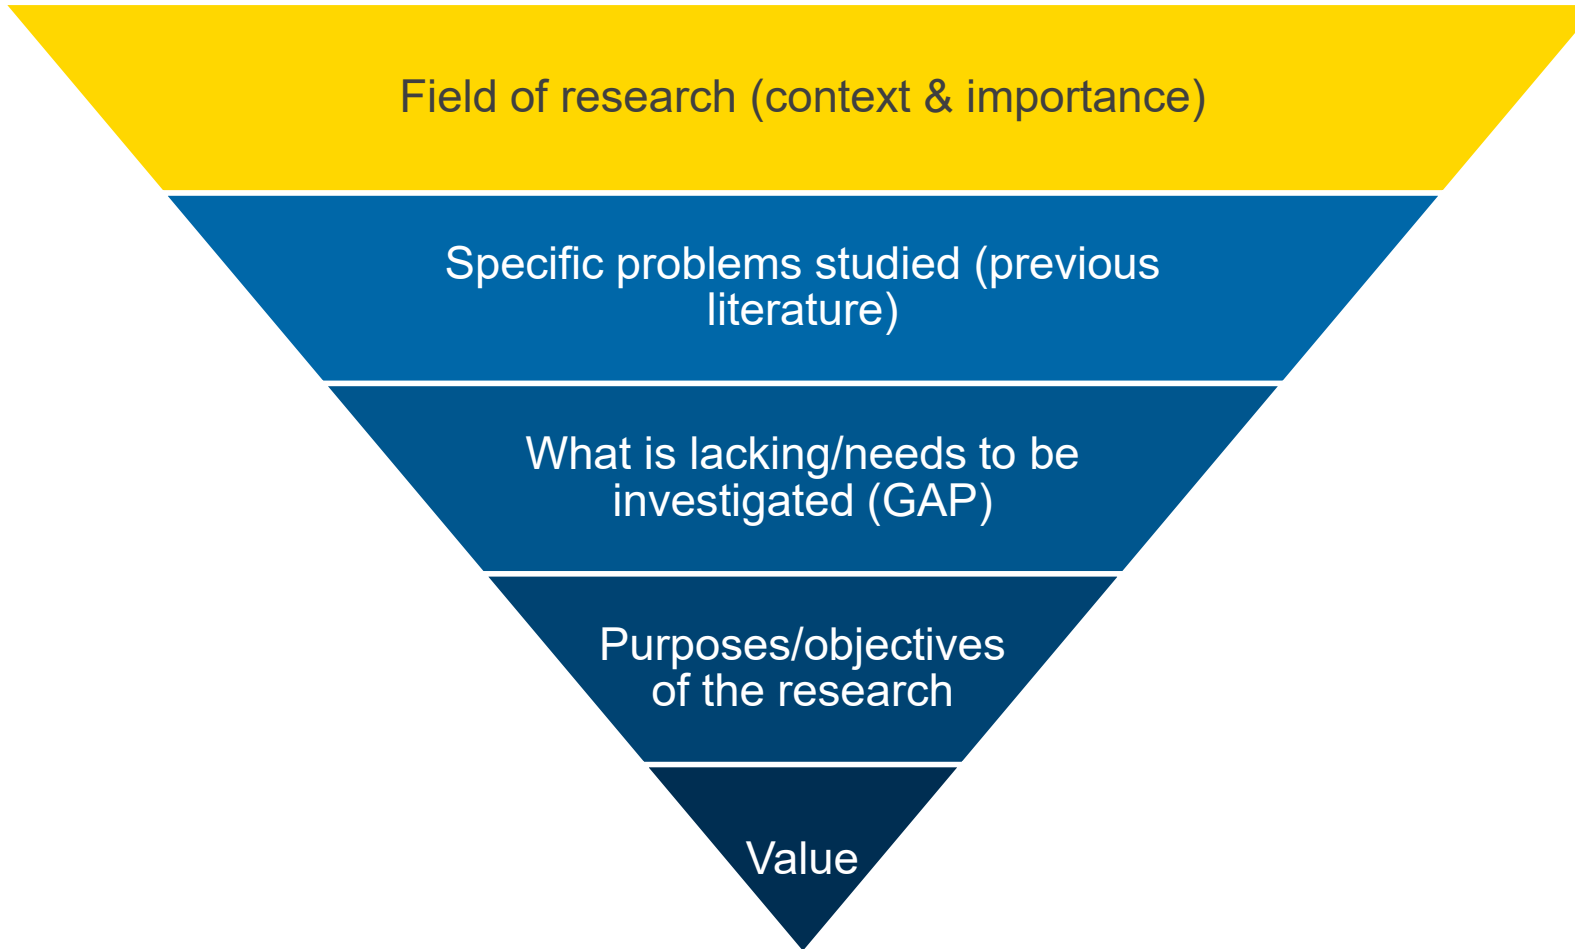 Field of research (context & importance)
Specific problems studied (previous
literature)
What is lacking/needs to be
investigated (GAP)
Purposes/objectives
of the research
Value